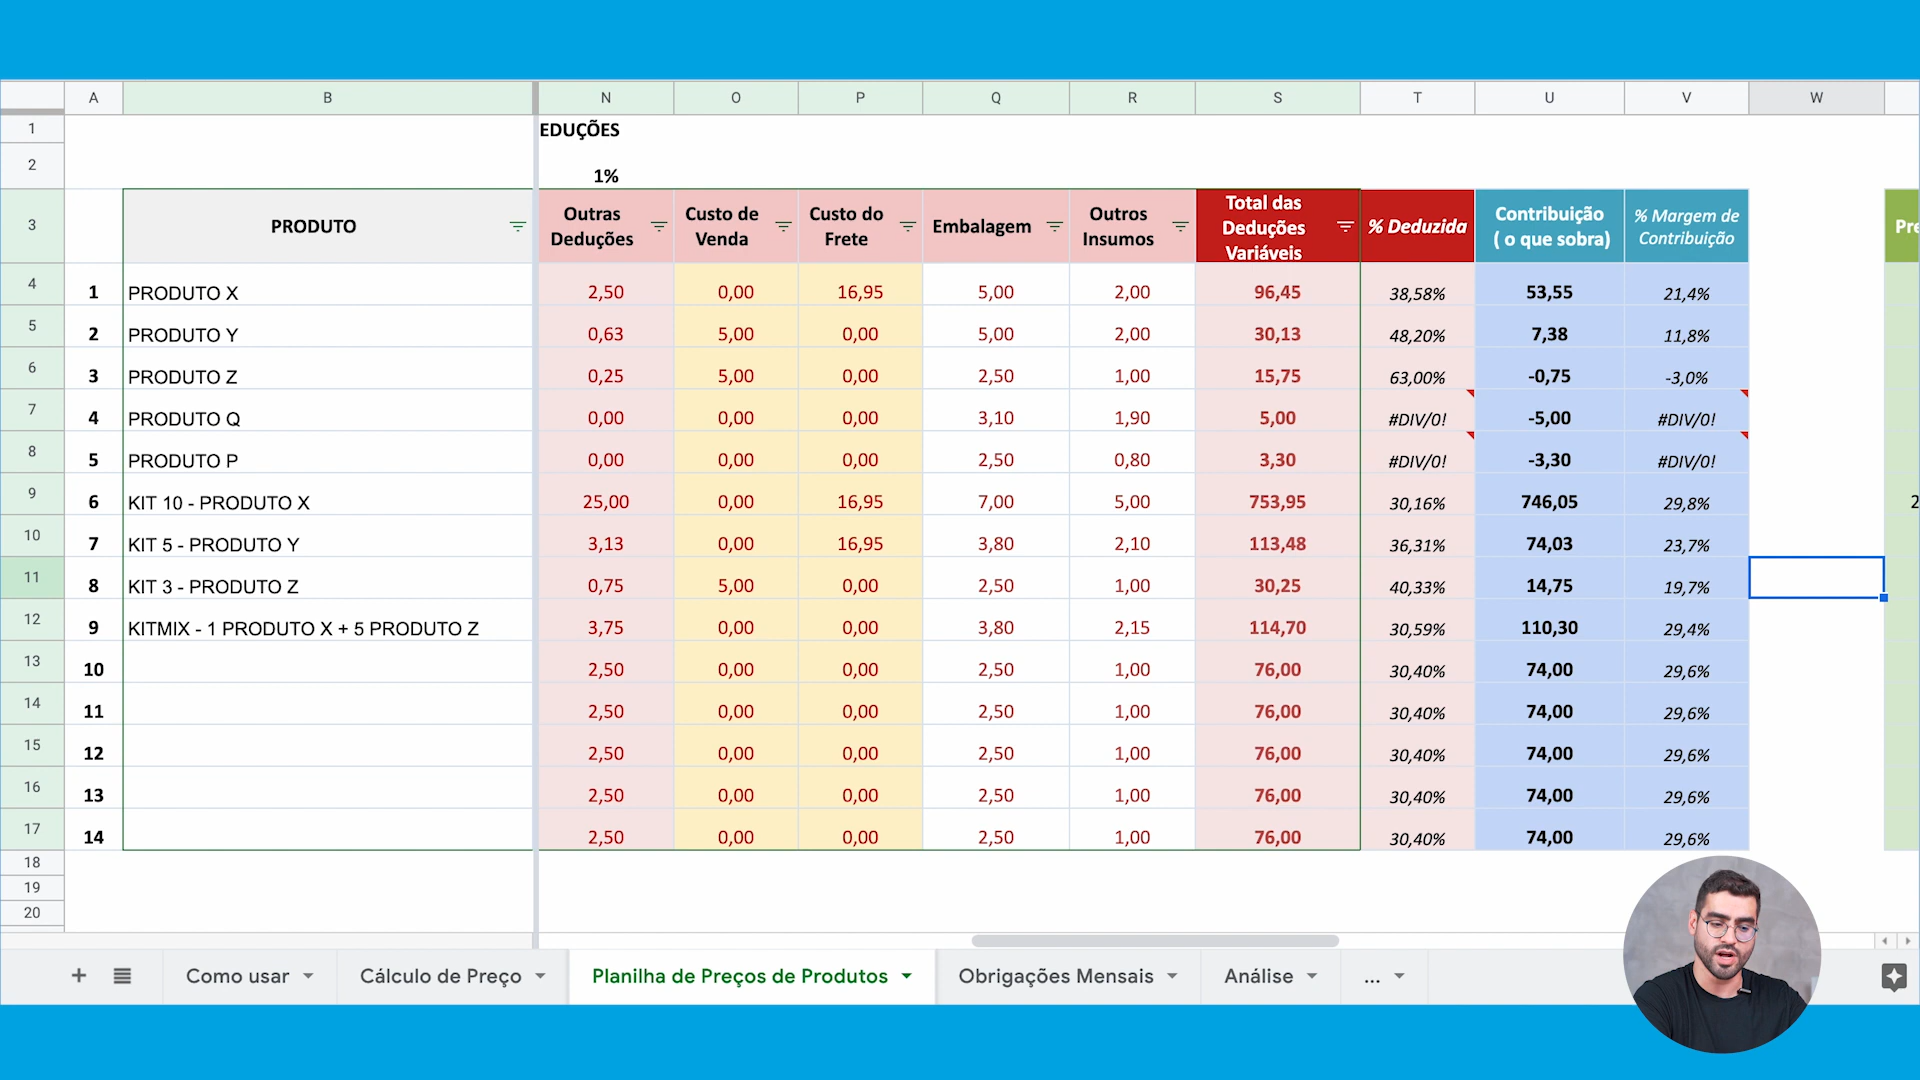 A B N O P Q R S T U V W
1 EDUÇÕES
2 1%
3 PRODUTO Outras Deduções Custo de Venda Custo do Frete Embalagem Outros Insumos Total das Deduções Variáveis % Deduzida Contribuição ( o que sobra) % Margem de Contribuição Pre
4 1 PRODUTO X 2,50 0,00 16,95 5,00 2,00 96,45 38,58% 53,55 21,4%
5 2 PRODUTO Y 0,63 5,00 0,00 5,00 2,00 30,13 48,20% 7,38 11,8%
6 3 PRODUTO Z 0,25 5,00 0,00 2,50 1,00 15,75 63,00% -0,75 -3,0%
7 4 PRODUTO Q 0,00 0,00 0,00 3,10 1,90 5,00 #DIV/0! -5,00 #DIV/0!
8 5 PRODUTO P 0,00 0,00 0,00 2,50 0,80 3,30 #DIV/0! -3,30 #DIV/0!
9 6 KIT 10 - PRODUTO X 25,00 0,00 16,95 7,00 5,00 753,95 30,16% 746,05 29,8% 2
10 7 KIT 5 - PRODUTO Y 3,13 0,00 16,95 3,80 2,10 113,48 36,31% 74,03 23,7%
11 8 KIT 3 - PRODUTO Z 0,75 5,00 0,00 2,50 1,00 30,25 40,33% 14,75 19,7%
12 9 KITMIX - 1 PRODUTO X + 5 PRODUTO Z 3,75 0,00 0,00 3,80 2,15 114,70 30,59% 110,30 29,4%
13 10 2,50 0,00 0,00 2,50 1,00 76,00 30,40% 74,00 29,6%
14 11 2,50 0,00 0,00 2,50 1,00 76,00 30,40% 74,00 29,6%
15 12 2,50 0,00 0,00 2,50 1,00 76,00 30,40% 74,00 29,6%
16 13 2,50 0,00 0,00 2,50 1,00 76,00 30,40% 74,00 29,6%
17 14 2,50 0,00 0,00 2,50 1,00 76,00 30,40% 74,00 29,6%
18
19
20
Como usar Cálculo de Preço Planilha de Preços de Produtos Obrigações Mensais Análise ...